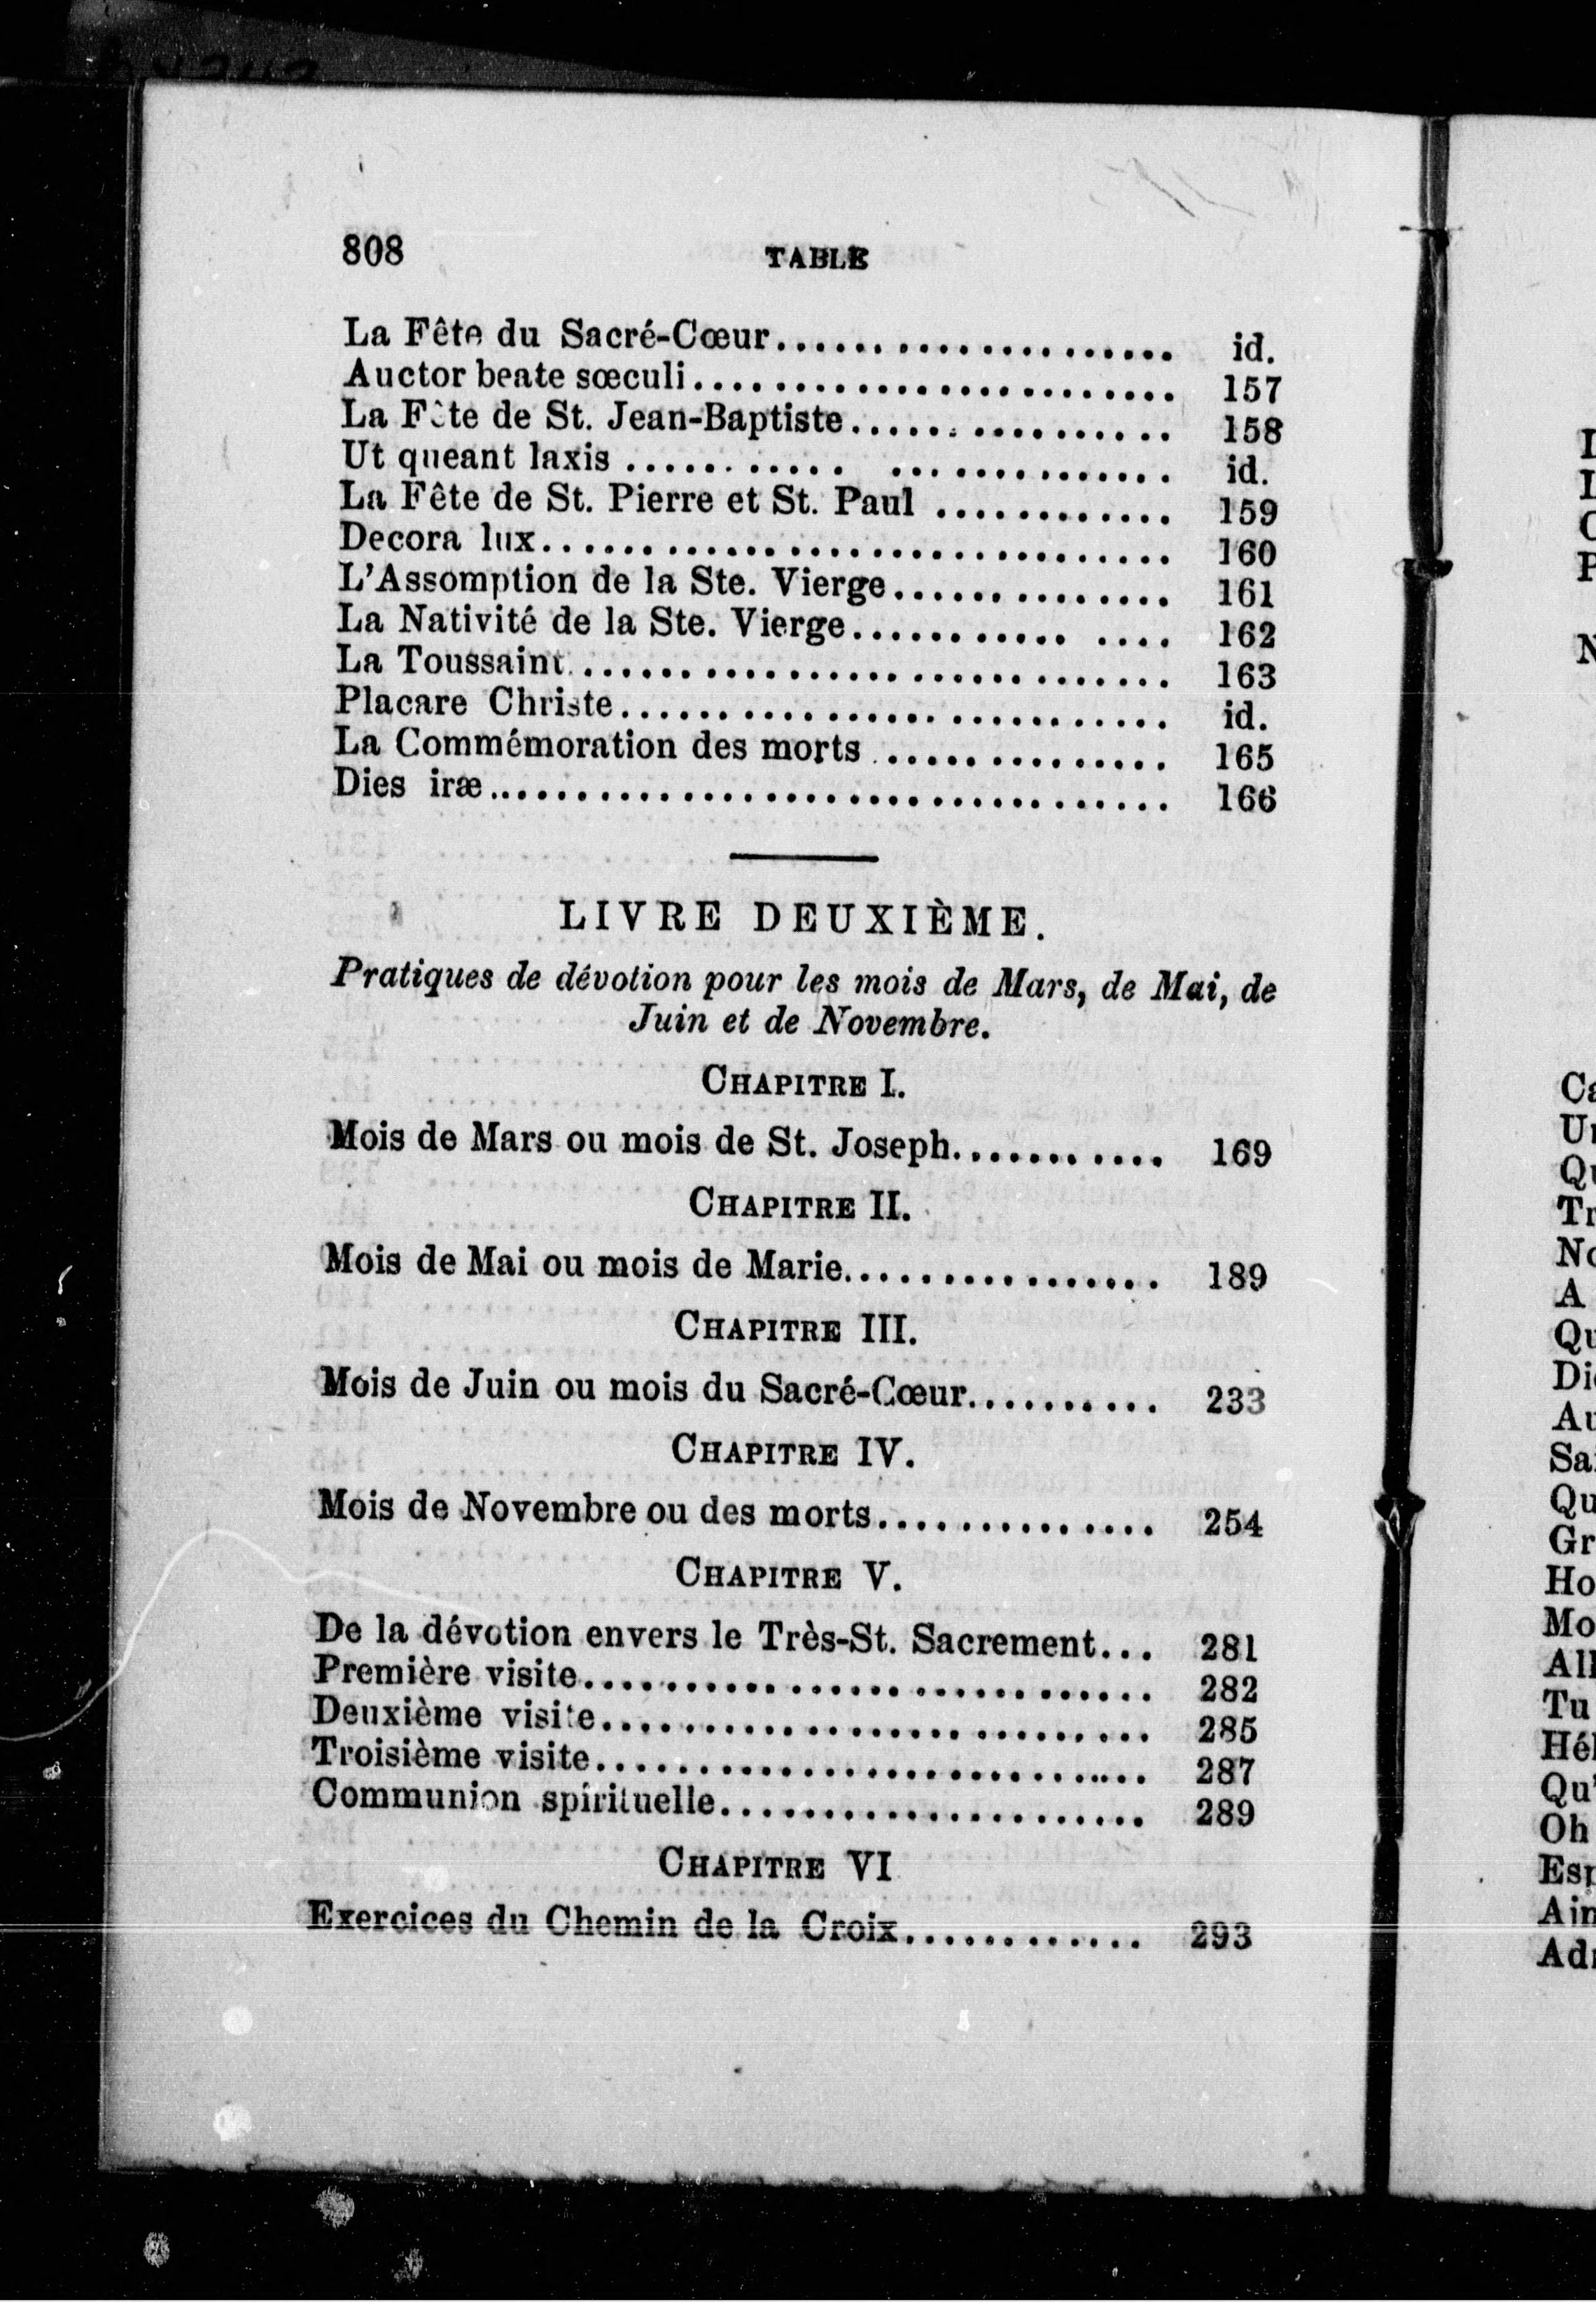 808 TABLE
La Fête du Sacré-Cœur..................... id.
Auctor beate sœculi......................... 157
La Fête de St. Jean-Baptiste................. 158
Ut queant laxis ......................... id.
La Fête de St. Pierre et St. Paul ............ 159
Decora lux................................ 160
L'Assomption de la Ste. Vierge.............. 161
La Nativité de la Ste. Vierge............... 162
La Toussaint.............................. 163
Placare Christe............................ id.
La Commémoration des morts ............... 165
Dies iræ................................... 166
LIVRE DEUXIÈME.
Pratiques de dévotion pour les mois de Mars, de Mai, de
Juin et de Novembre.
CHAPITRE I.
Mois de Mars ou mois de St. Joseph........... 169
CHAPITRE II.
Mois de Mai ou mois de Marie................ 189
CHAPITRE III.
Mois de Juin ou mois du Sacré-Cœur.......... 233
CHAPITRE IV.
Mois de Novembre ou des morts.............. 254
CHAPITRE V.
De la dévotion envers le Très-St. Sacrement... 281
Première visite............................. 282
Deuxième visite............................ 285
Troisième visite............................ 287
Communion spirituelle..................... 289
CHAPITRE VI
Exercices du Chemin de la Croix............ 293